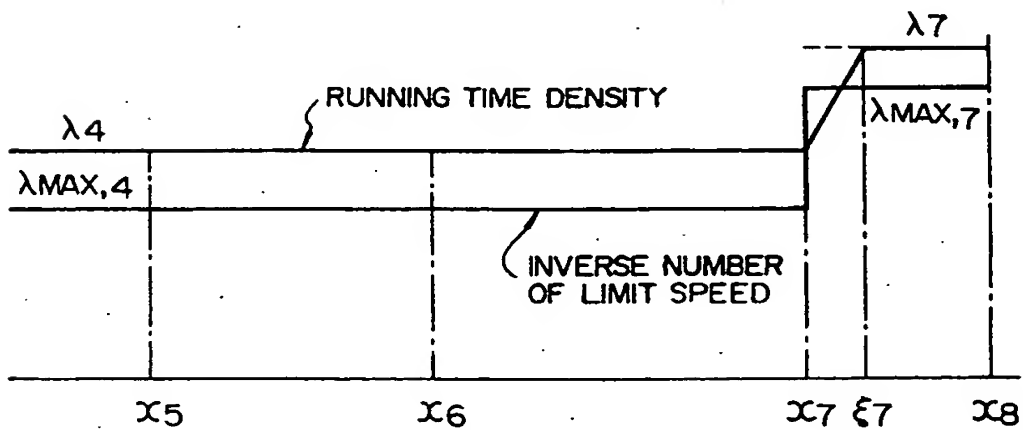 λ7
RUNNING TIME DENSITY
λ4
λMAX,7
λMAX,4
INVERSE NUMBER
OF LIMIT SPEED
x5 x6 x7 ξ7 x8